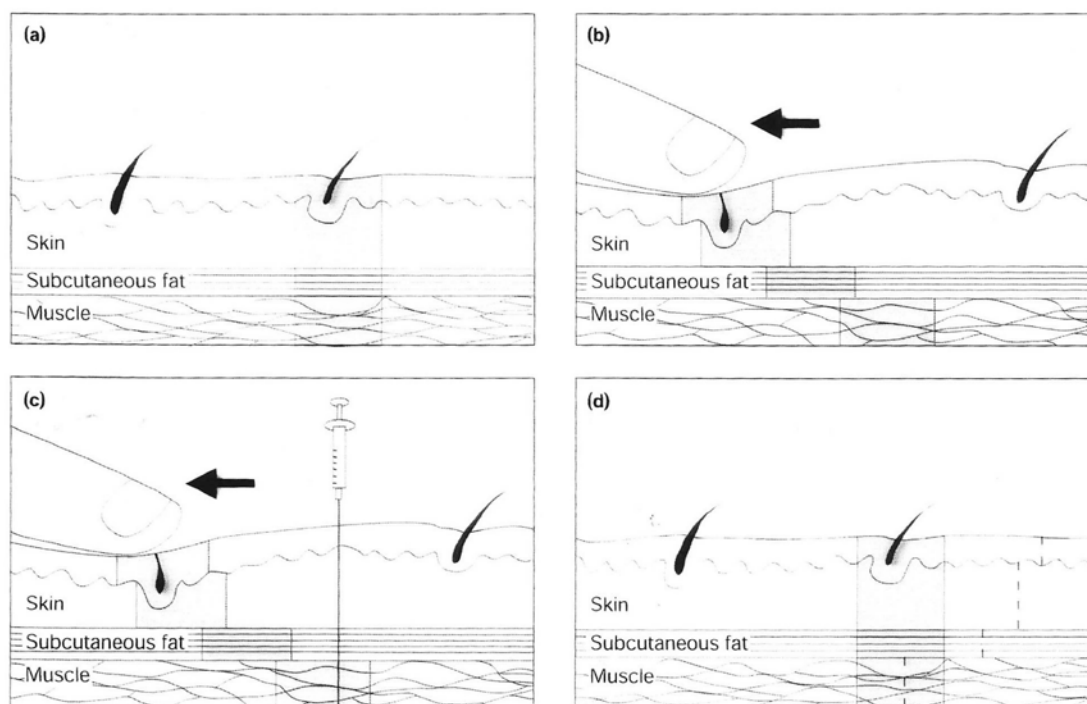 (a)
Skin
Subcutaneous fat
Muscle
(b)
Skin
Subcutaneous fat
Muscle
(c)
Skin
Subcutaneous fat
Muscle
(d)
Skin
Subcutaneous fat
Muscle